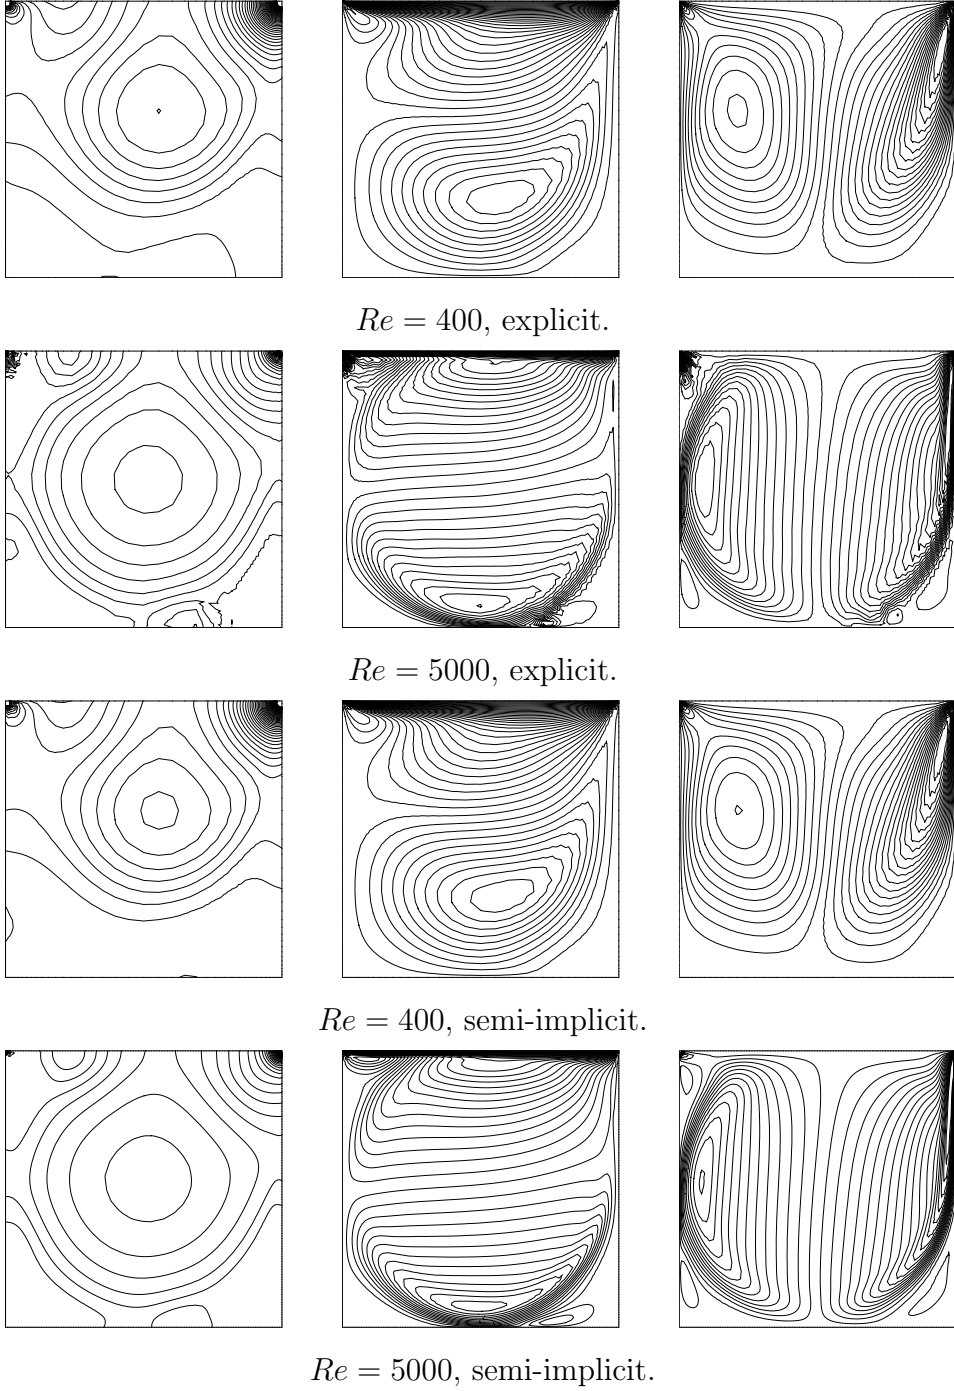 Re = 400, explicit.
Re = 5000, explicit.
Re = 400, semi-implicit.
Re = 5000, semi-implicit.